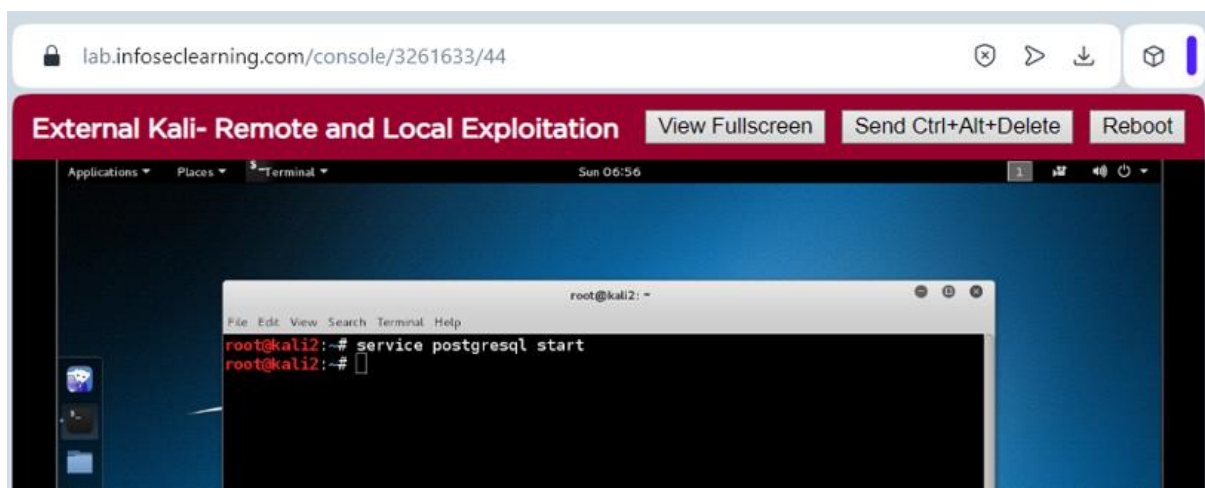 lab.infoseclearning.com/console/3261633/44
External Kali- Remote and Local Exploitation View Fullscreen Send Ctrl+Alt+Delete Reboot
Applications Places Terminal Sun 06:56 1
root@kali2: ~
File Edit View Search Terminal Help
root@kali2:~# service postgresql start
root@kali2:~#